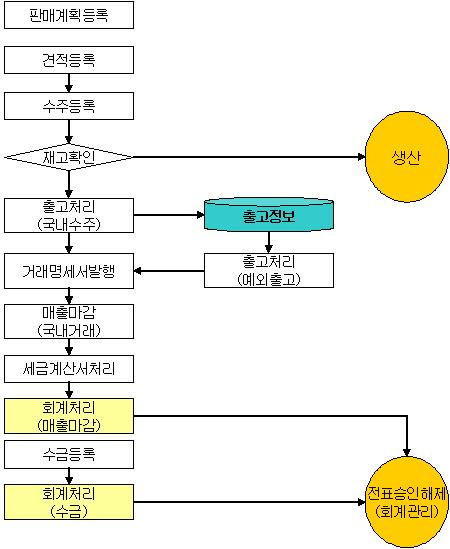 판매계획등록
견적등록
수주등록
재고확인
생산
출고처리
(국내수주)
출고정보
거래명세서발행
출고처리
(예외출고)
매출마감
(국내거래)
세금계산서처리
회계처리
(매출마감)
수금등록
회계처리
(수금)
전표승인해제
(회계관리)